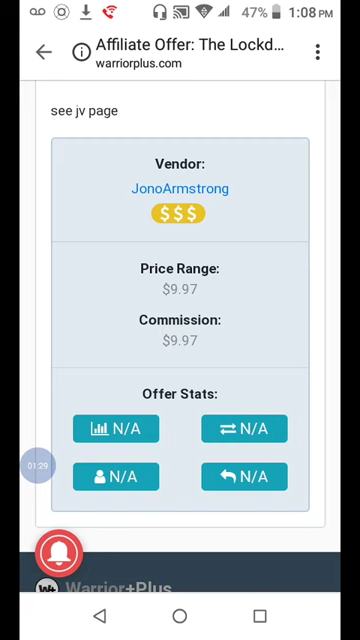 47% 1:08 PM
Affiliate Offer: The Lockd...
warriorplus.com
see jv page
Vendor:
JonoArmstrong
$ $ $
Price Range:
$9.97
Commission:
$9.97
Offer Stats:
N/A N/A
N/A N/A
01:29
W+ Warrior+Plus